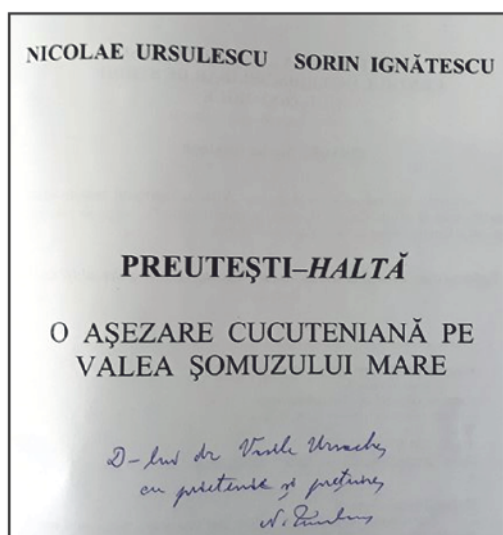 NICOLAE URSULESCU SORIN IGNĂTESCU
PREUTEŞTI–HALTĂ
O AŞEZARE CUCUTENIANĂ PE
VALEA ŞOMUZULUI MARE
D-lui dr Vasile Ursache,
cu prietenie și prețuire,